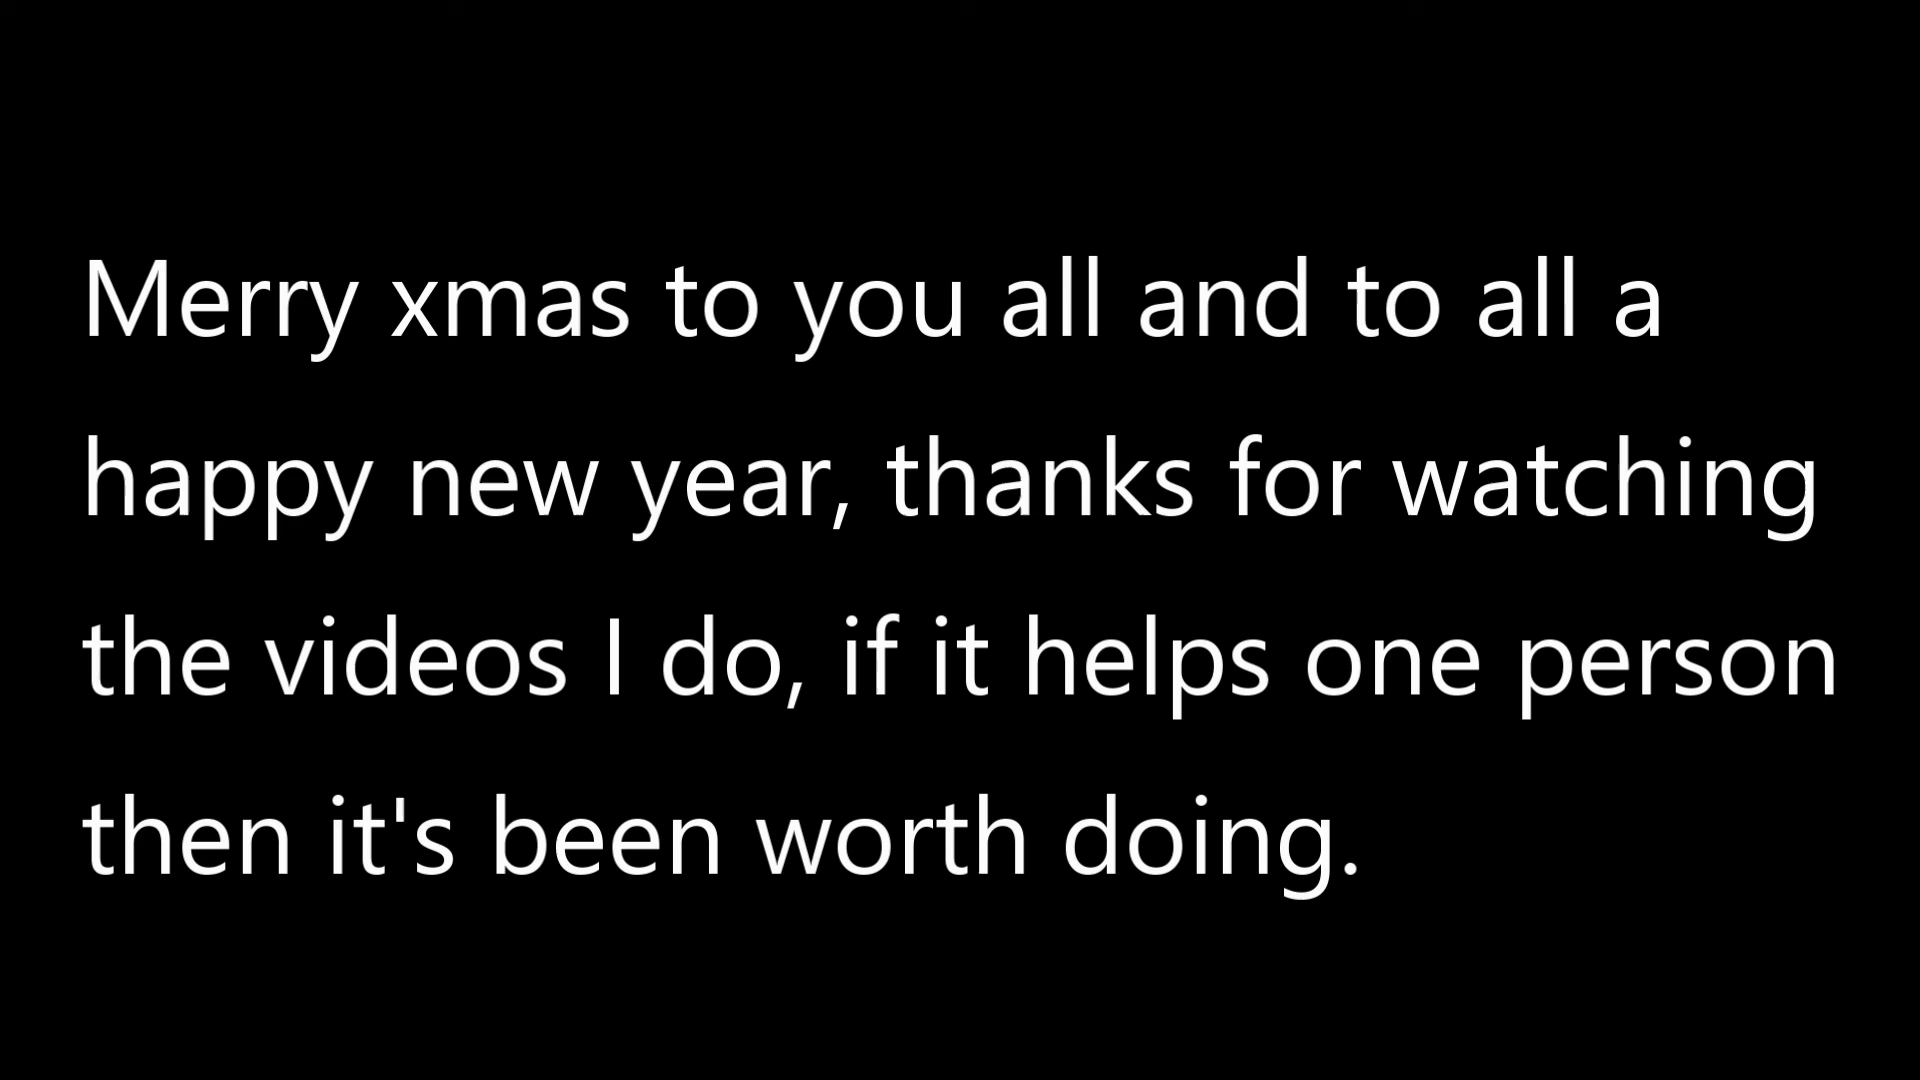 Merry xmas to you all and to all a
happy new year, thanks for watching
the videos I do, if it helps one person
then it's been worth doing.